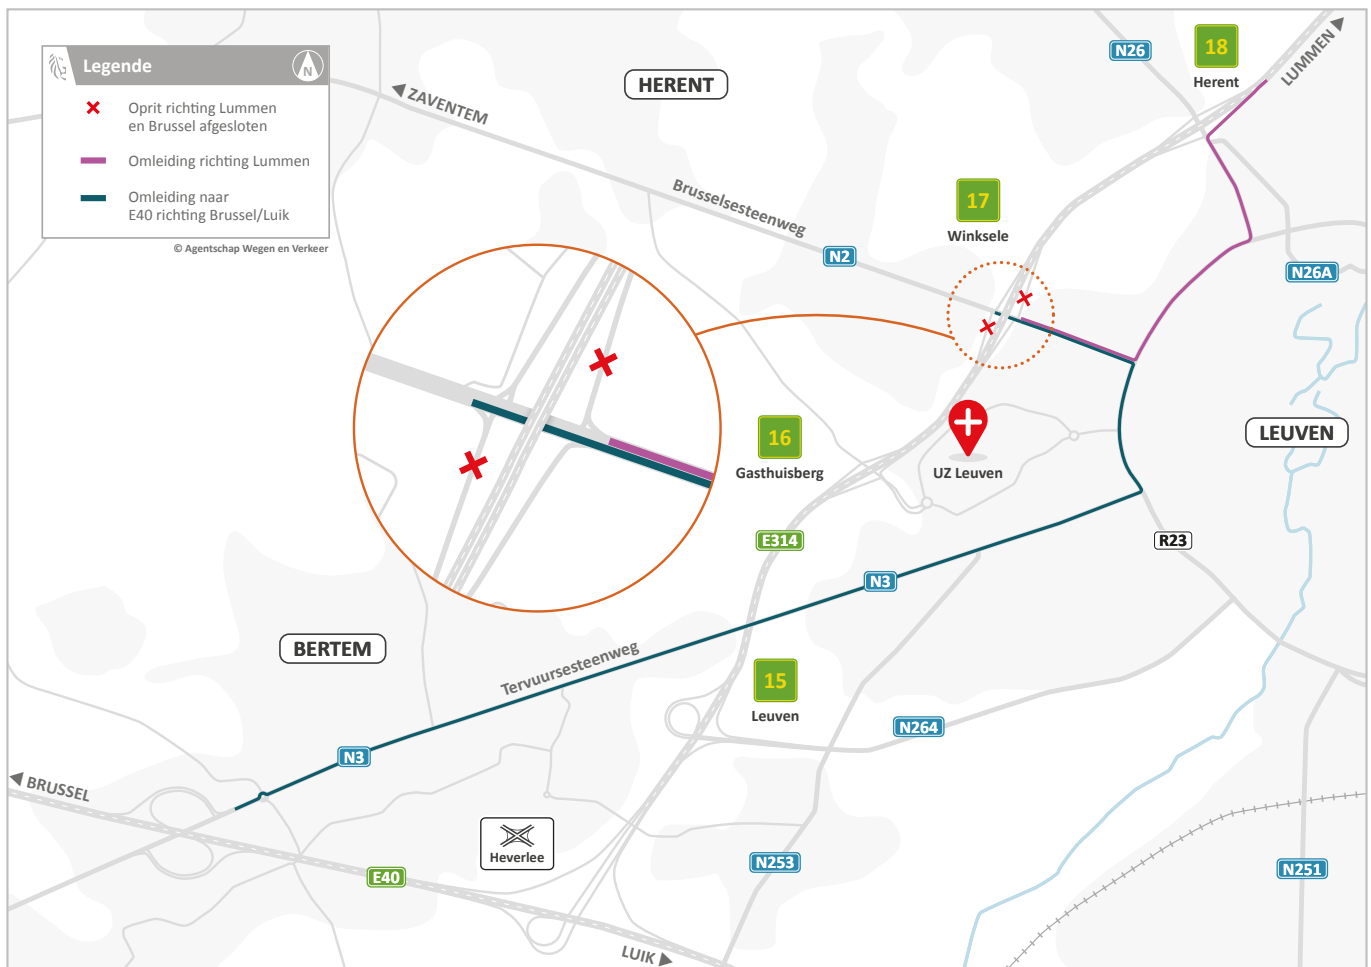 Legende
N
Oprit richting Lummen
en Brussel afgesloten
Omleiding richting Lummen
Omleiding naar
E40 richting Brussel/Luik
© Agentschap Wegen en Verkeer
ZAVENTEM
HERENT
N26
18
Herent
LUMMEN
Brusselsesteenweg
17
Winksele
N2
N26A
16
Gasthuisberg
UZ Leuven
LEUVEN
E314
R23
N3
BERTEM
Tervuursesteenweg
15
Leuven
N264
N3
BRUSSEL
Heverlee
E40
N253
N251
LUIK